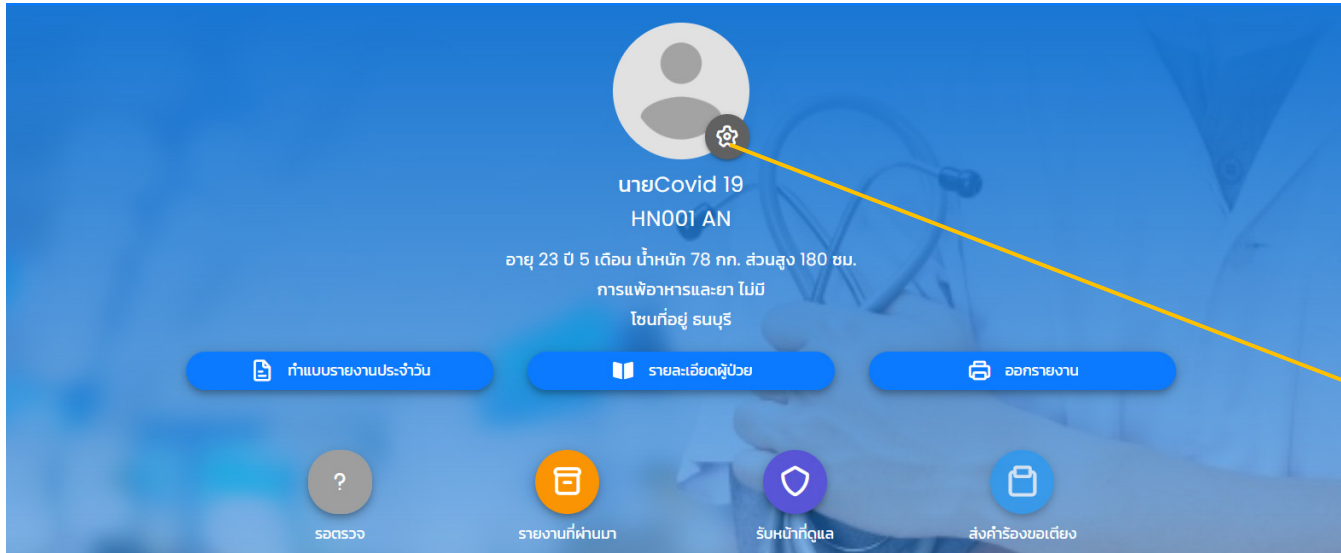 นายCovid 19
HN001 AN
อายุ 23 ปี 5 เดือน น้ำหนัก 78 กก. ส่วนสูง 180 ซม.
การแพ้อาหารและยา ไม่มี
โซนที่อยู่ ธนบุรี
ทำแบบรายงานประจำวัน
รายละเอียดผู้ป่วย
ออกรายงาน
?
รอตรวจ
รายงานที่ผ่านมา
รับหน้าที่ดูแล
ส่งคำร้องขอเตียง